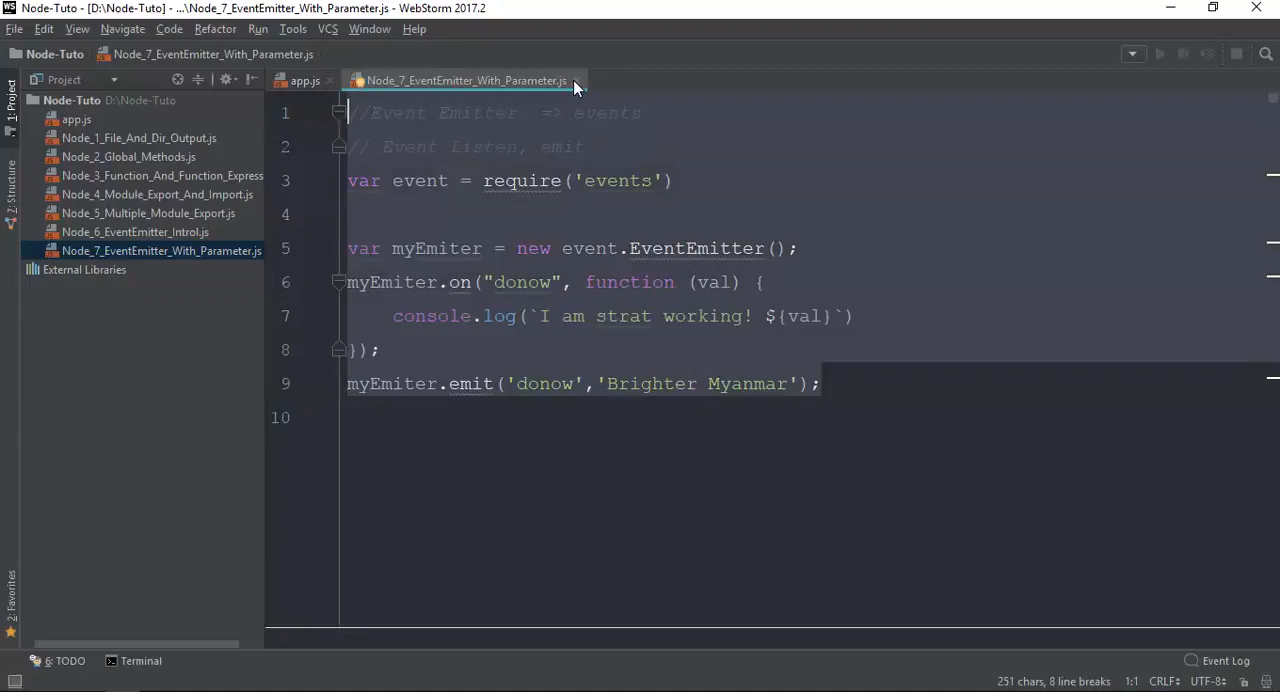 WS Node-Tuto - [D:\Node-Tuto] - ...\Node_7_EventEmitter_With_Parameter.js - WebStorm 2017.2
File Edit View Navigate Code Refactor Run Tools VCS Window Help
Node-Tuto Node_7_EventEmitter_With_Parameter.js
Project app.js Node_7_EventEmitter_With_Parameter.js
1: Project
7: Structure
2: Favorites
Node-Tuto D:\Node-Tuto
app.js
Node_1_File_And_Dir_Output.js
Node_2_Global_Methods.js
Node_3_Function_And_Function_Express
Node_4_Module_Export_And_Import.js
Node_5_Multiple_Module_Export.js
Node_6_EventEmitter_Introl.js
Node_7_EventEmitter_With_Parameter.js
External Libraries
1 //Event Emitter => events
2 // Event Listen, emit
3 var event = require('events')
4
5 var myEmiter = new event.EventEmitter();
6 myEmiter.on("donow", function (val) {
7 console.log(`I am strat working! ${val}`)
8 });
9 myEmiter.emit('donow','Brighter Myanmar');
10
6: TODO Terminal Event Log
251 chars, 8 line breaks 1:1 CRLF UTF-8